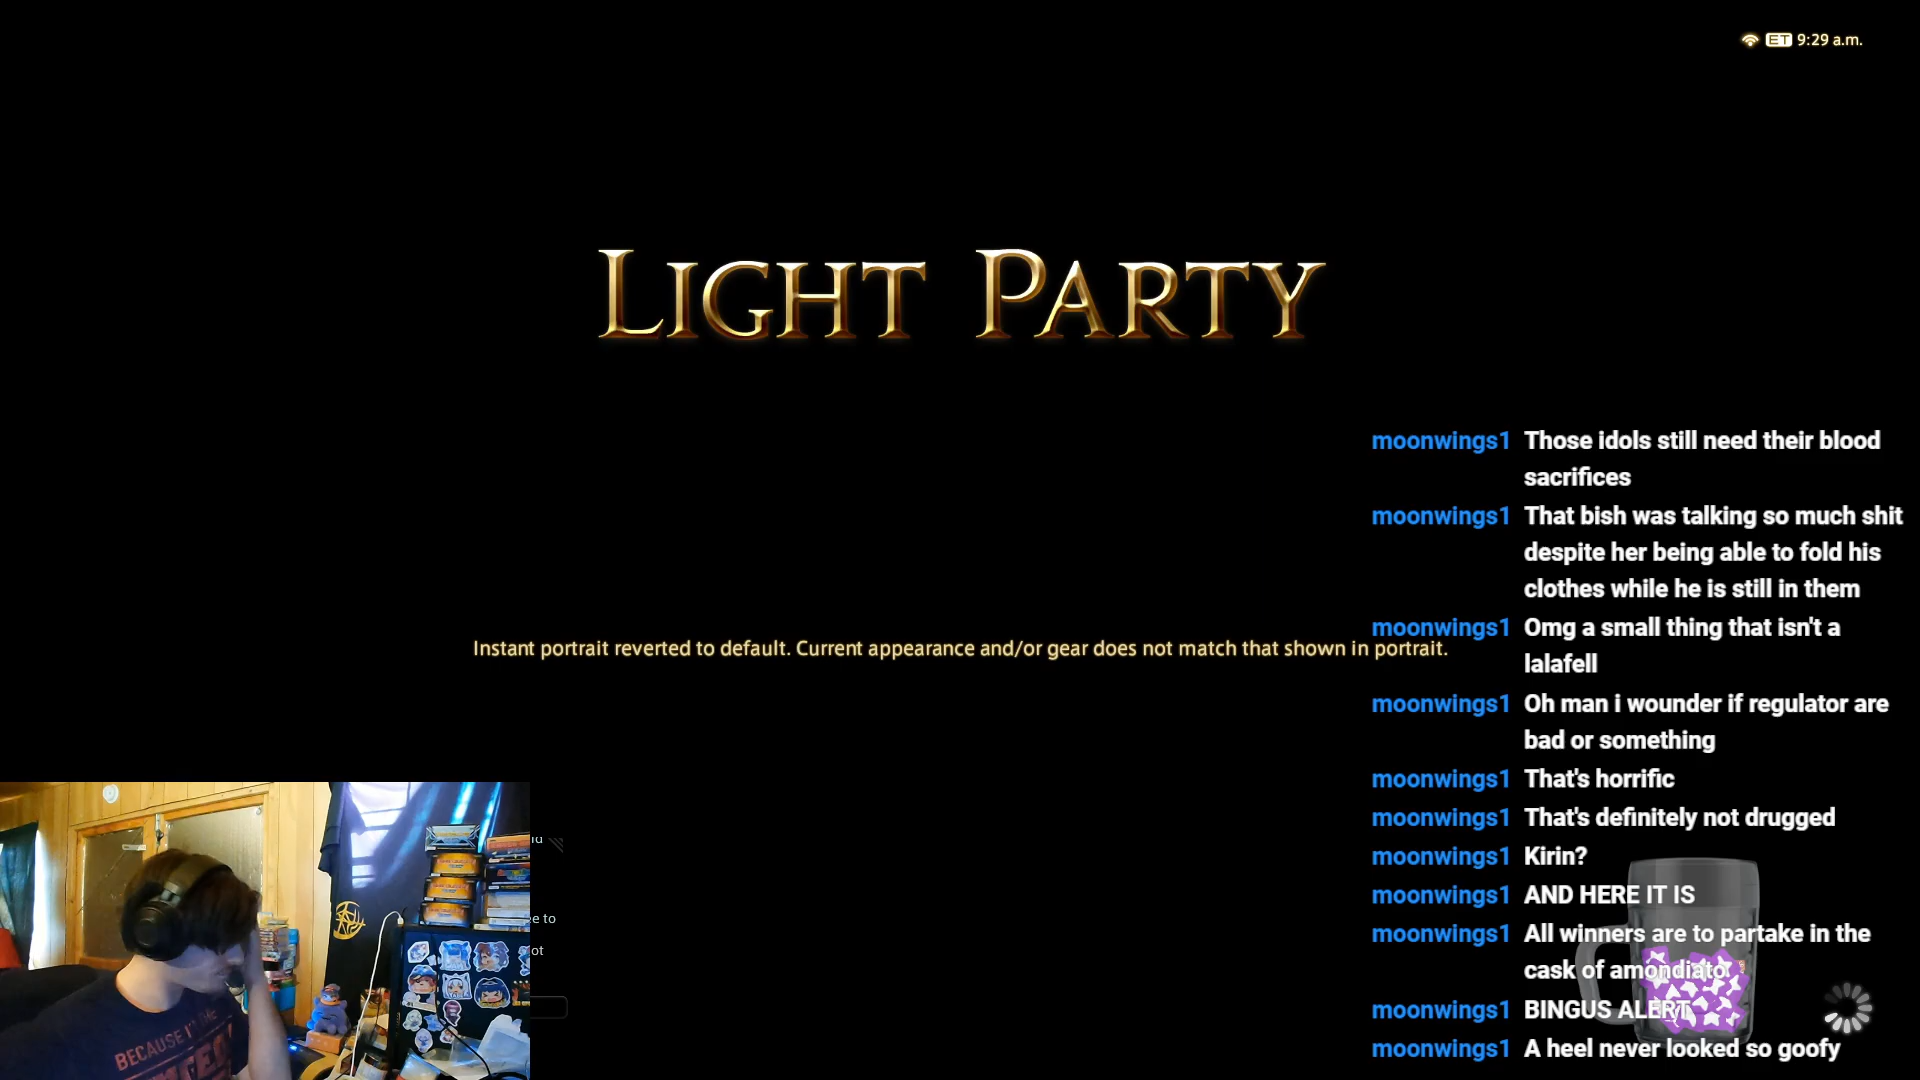 ET 9:29 a.m.
LIGHT PARTY
moonwings1 Those idols still need their blood
sacrifices
moonwings1 That bish was talking so much shit
despite her being able to fold his
clothes while he is still in them
moonwings1 Omg a small thing that isn't a
lalafell
Instant portrait reverted to default. Current appearance and/or gear does not match that shown in portrait.
moonwings1 Oh man i wounder if regulator are
bad or something
moonwings1 That's horrific
moonwings1 That's definitely not drugged
moonwings1 Kirin?
moonwings1 AND HERE IT IS
moonwings1 All winners are to partake in the
cask of amondiato
moonwings1 BINGUS ALERT
moonwings1 A heel never looked so goofy
to
ot
BECAUSE I'